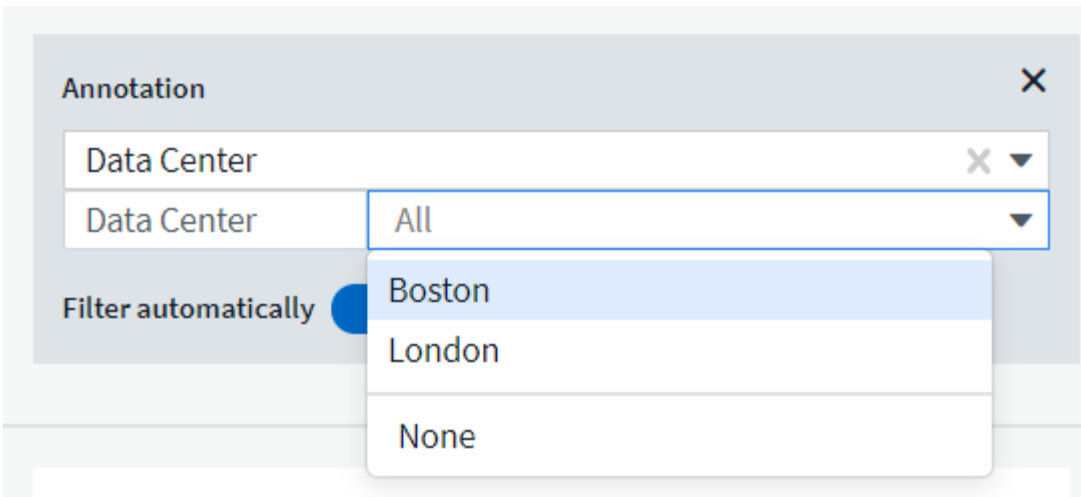 Annotation
Data Center
Data Center All
Boston
Filter automatically
London
None